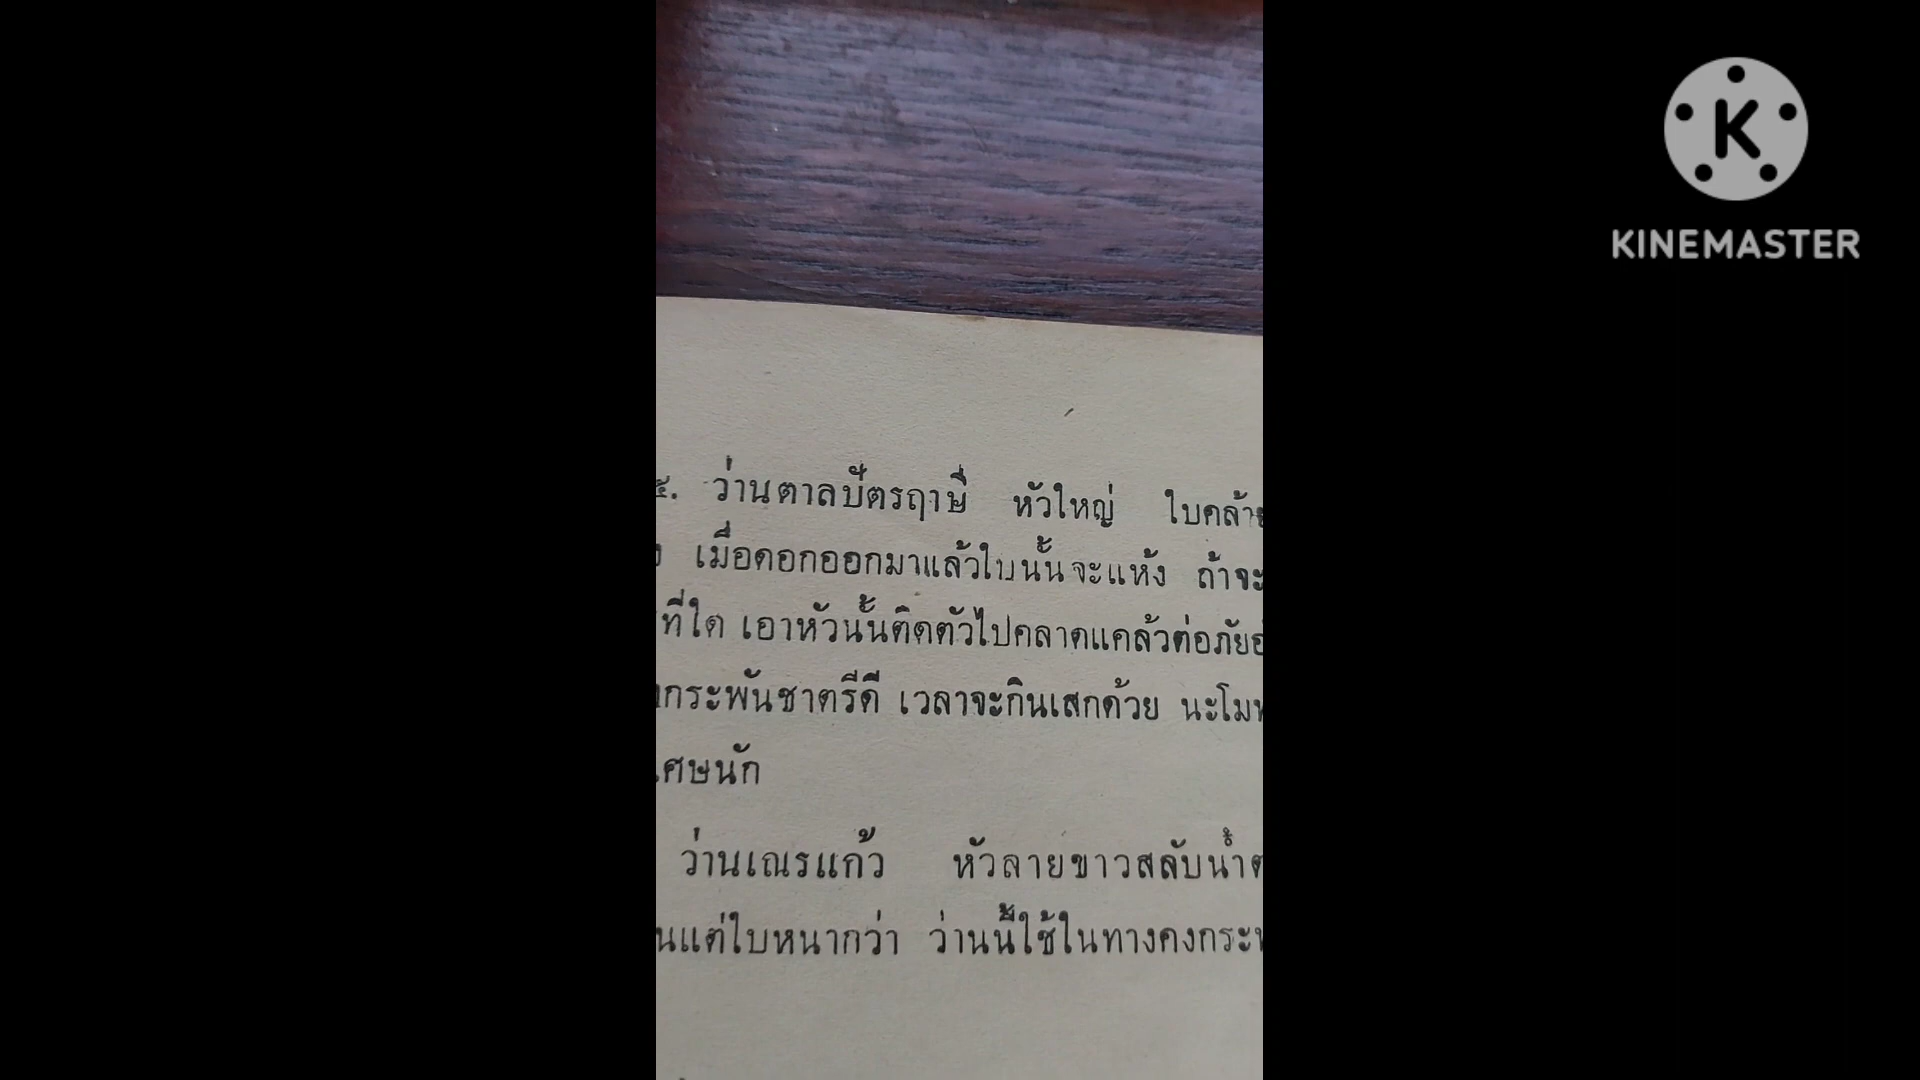 ๕. ว่านตาลปัตรฤาษี หัวใหญ่ ใบคล้าย
เมื่อดอกออกมาแล้วใบนั้นจะแห้ง ถ้าจะ
ที่ใด เอาหัวนั้นติดตัวไปคลาดแคล้วต่อภัย
กระพันชาตรีดี เวลาจะกินเสกด้วย นะโม
เศษนัก
ว่านเณรแก้ว หัวลายขาวสลับน้ำ
นแต่ใบหนากว่า ว่านนี้ใช้ในทางคงกระ
KINEMASTER